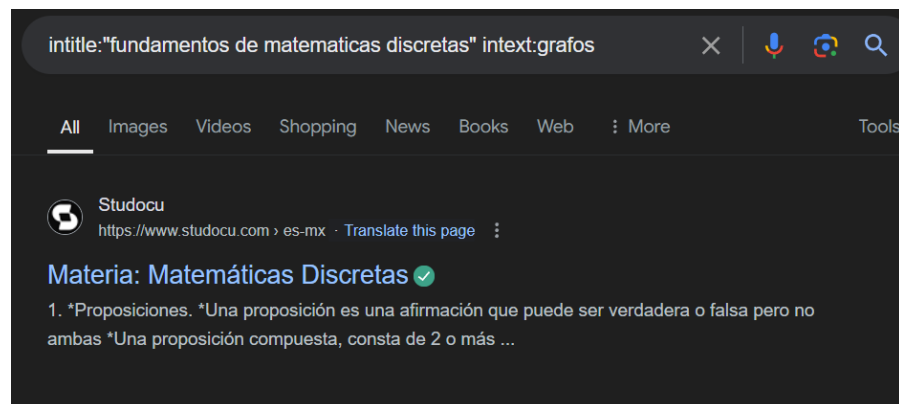 intitle:"fundamentos de matematicas discretas" intext:grafos
All Images Videos Shopping News Books Web More Tools
Studocu
https://www.studocu.com › es-mx · Translate this page
Materia: Matemáticas Discretas
1. *Proposiciones. *Una proposición es una afirmación que puede ser verdadera o falsa pero no
ambas *Una proposición compuesta, consta de 2 o más ...